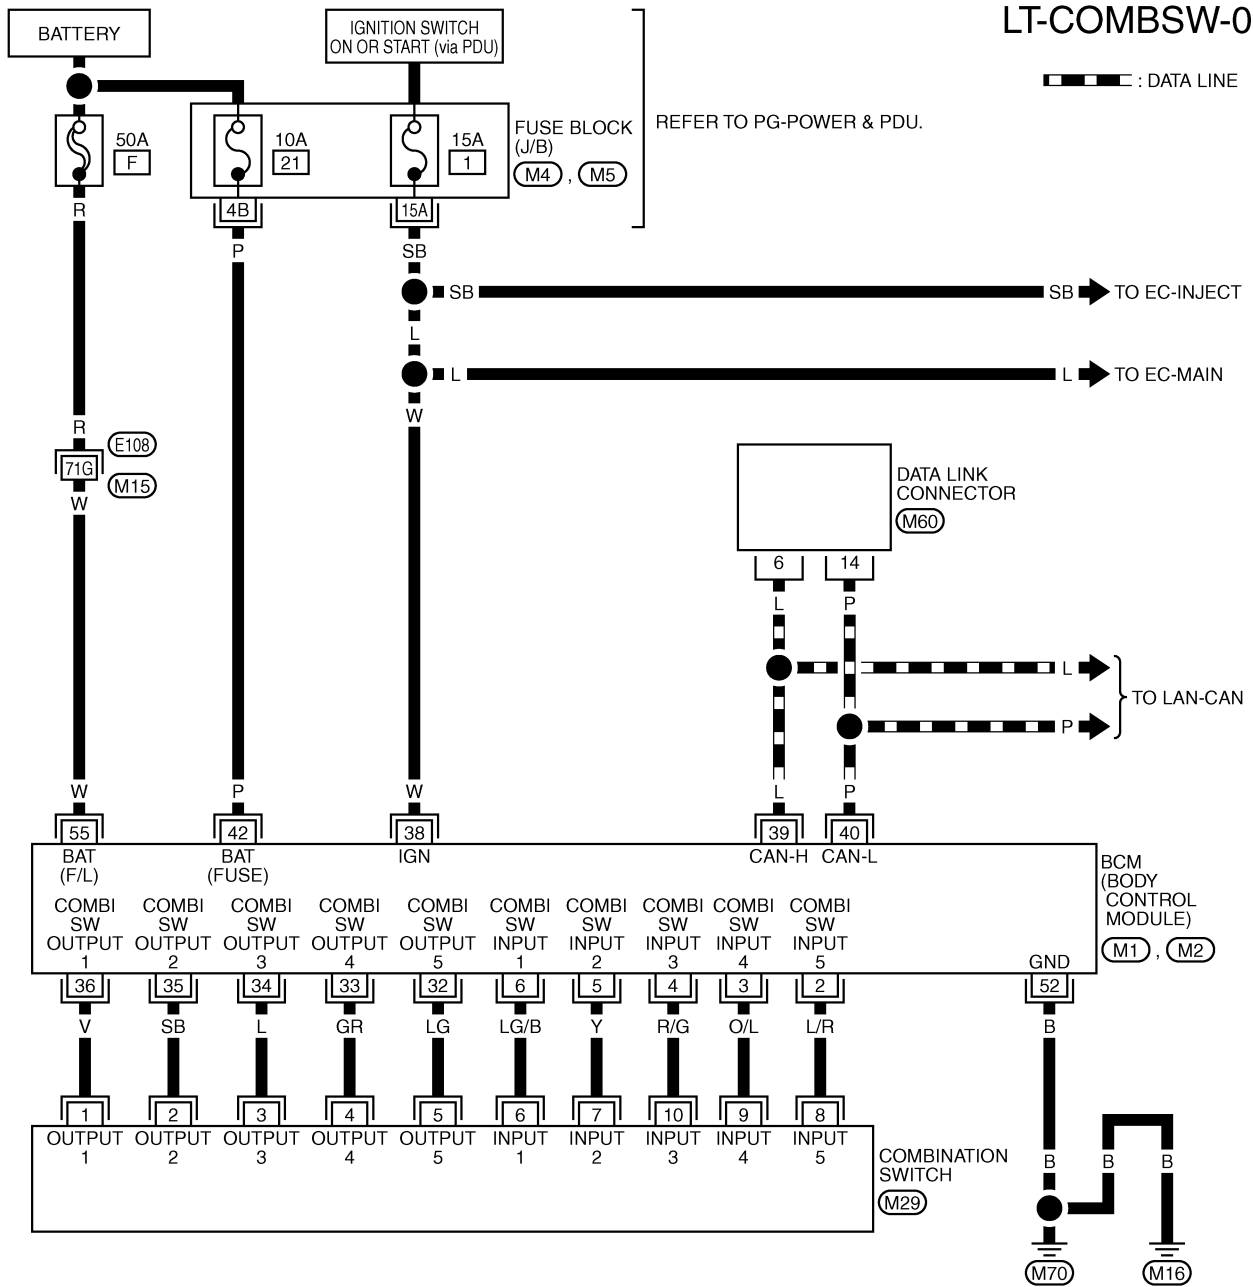 LT-COMBSW-0
BATTERY
IGNITION SWITCH
ON OR START (via PDU)
: DATA LINE
50A
F
10A
21
15A
1
FUSE BLOCK
(J/B)
M4 , M5
REFER TO PG-POWER & PDU.
4B
15A
R
P
SB
SB
SB
TO EC-INJECT
L
L
L
TO EC-MAIN
W
R
E108
71G
M15
W
DATA LINK
CONNECTOR
M60
6
14
L
P
L
P
TO LAN-CAN
W
P
W
L
P
55
42
38
39
40
BAT
(F/L)
BAT
(FUSE)
IGN
CAN-H
CAN-L
BCM
(BODY
CONTROL
MODULE)
M1 , M2
COMBI
SW
OUTPUT
1
COMBI
SW
OUTPUT
2
COMBI
SW
OUTPUT
3
COMBI
SW
OUTPUT
4
COMBI
SW
OUTPUT
5
COMBI
SW
INPUT
1
COMBI
SW
INPUT
2
COMBI
SW
INPUT
3
COMBI
SW
INPUT
4
COMBI
SW
INPUT
5
GND
36
35
34
33
32
6
5
4
3
2
52
V
SB
L
GR
LG
LG/B
Y
R/G
O/L
L/R
B
1
2
3
4
5
6
7
10
9
8
OUTPUT
1
OUTPUT
2
OUTPUT
3
OUTPUT
4
OUTPUT
5
INPUT
1
INPUT
2
INPUT
3
INPUT
4
INPUT
5
COMBINATION
SWITCH
M29
B
B
B
M70
M16